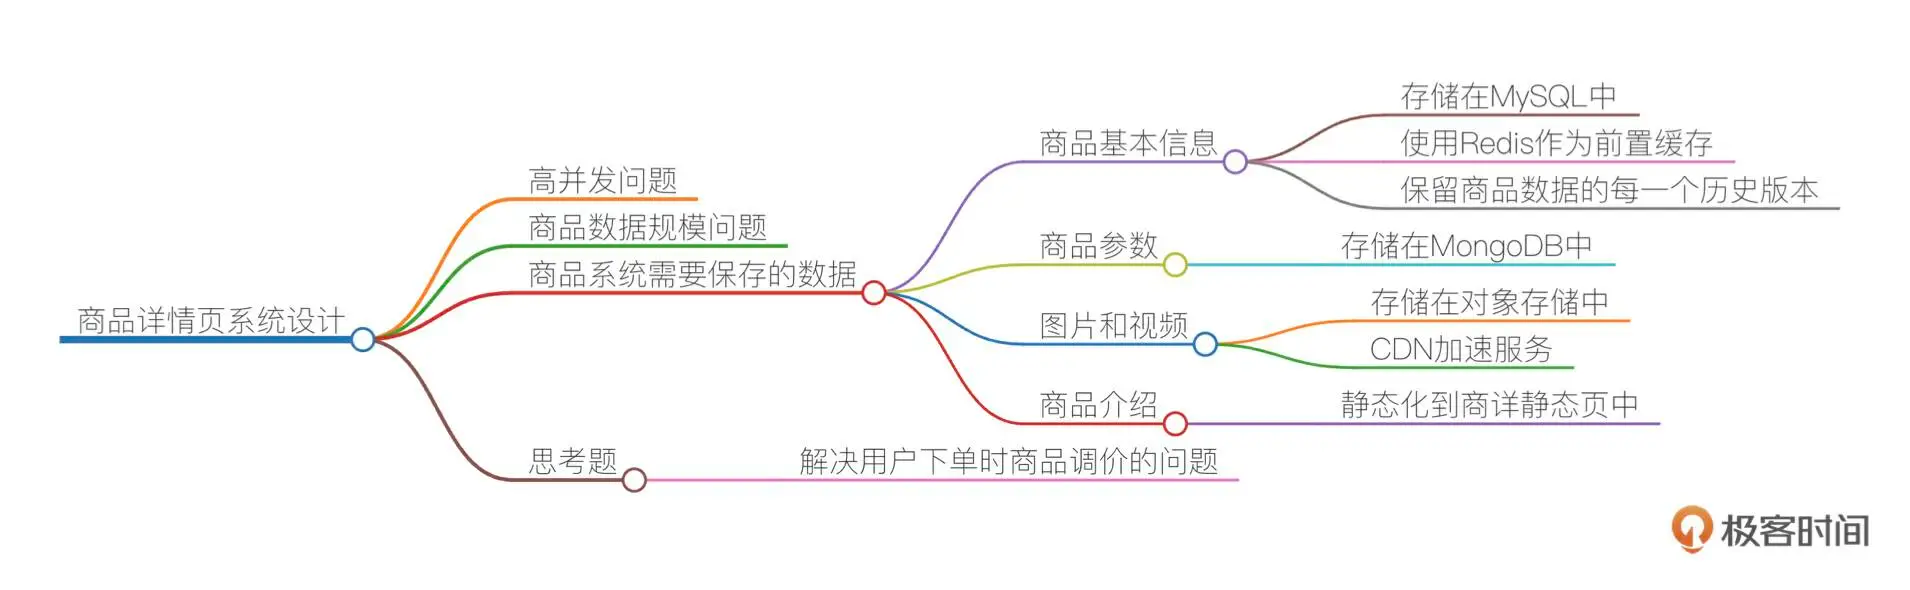 商品详情页系统设计
高并发问题
商品数据规模问题
商品系统需要保存的数据
商品基本信息
存储在MySQL中
使用Redis作为前置缓存
保留商品数据的每一个历史版本
商品参数
存储在MongoDB中
图片和视频
存储在对象存储中
CDN加速服务
商品介绍
静态化到商详静态页中
思考题
解决用户下单时商品调价的问题
极客时间